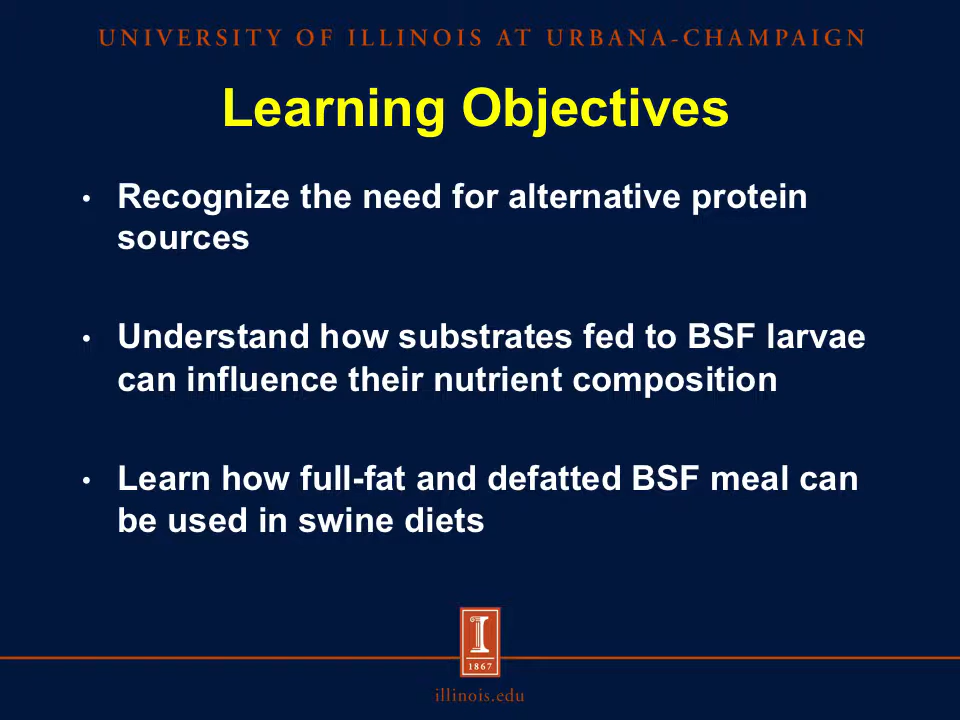 UNIVERSITY OF ILLINOIS AT URBANA-CHAMPAIGN
Learning Objectives
• Recognize the need for alternative protein
sources
• Understand how substrates fed to BSF larvae
can influence their nutrient composition
• Learn how full-fat and defatted BSF meal can
be used in swine diets
I
1867
illinois.edu